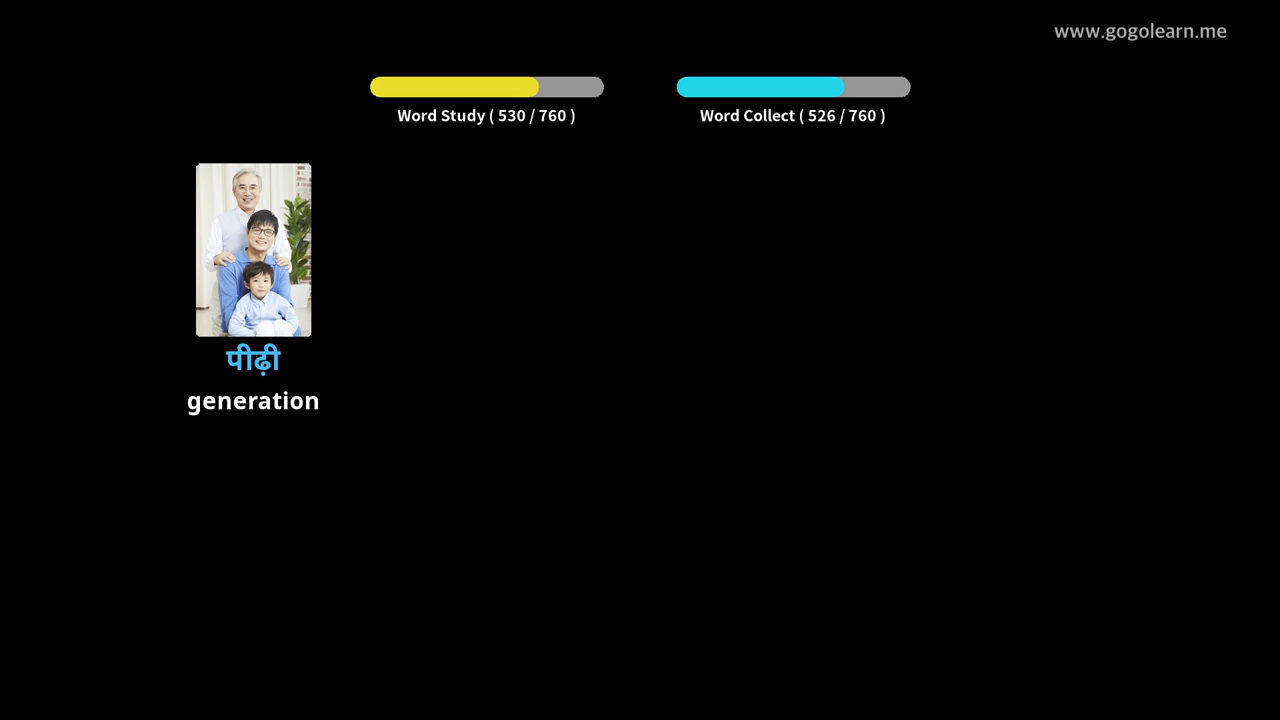 www.gogolearn.me
Word Study ( 530 / 760 )
Word Collect ( 526 / 760 )
पीढ़ी
generation